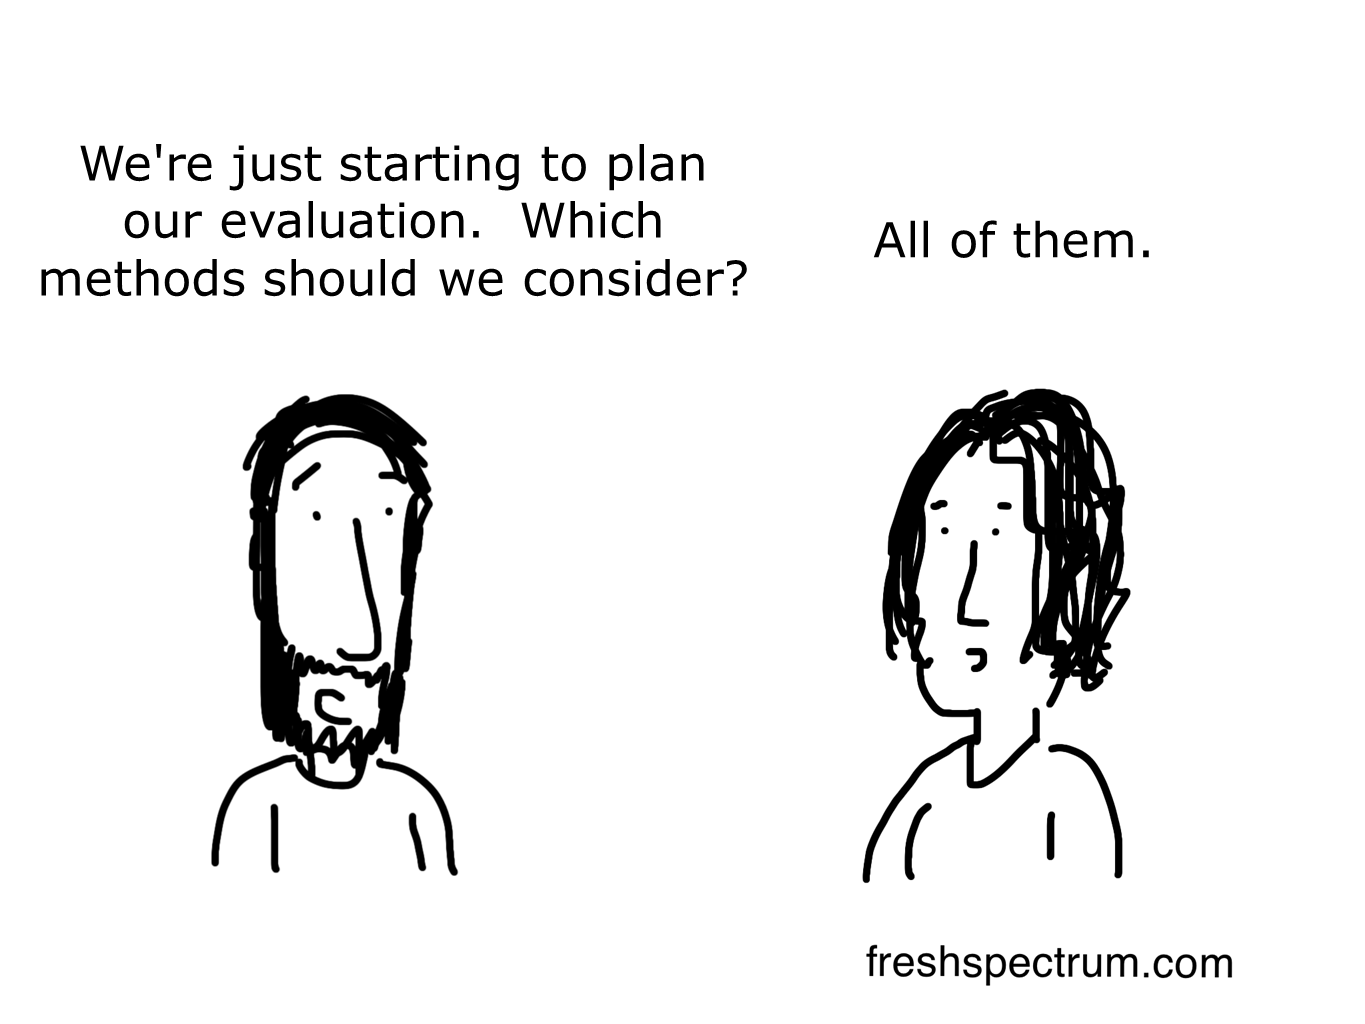 We're just starting to plan
our evaluation.  Which
methods should we consider?
All of them.
freshspectrum.com